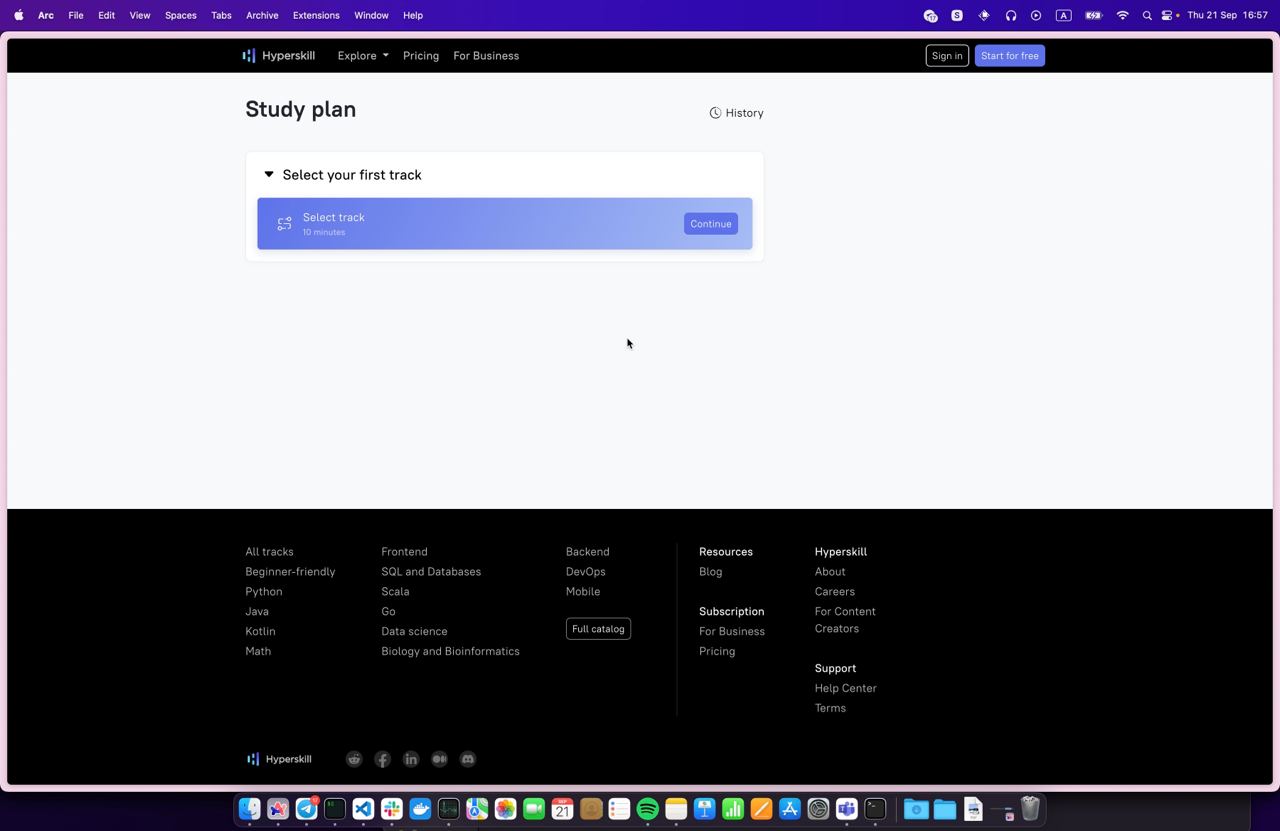 Arc File Edit View Spaces Tabs Archive Extensions Window Help
17 S A Thu 21 Sep 16:57
Hyperskill Explore Pricing For Business Sign in Start for free
Study plan
History
Select your first track
Select track
10 minutes
Continue
All tracks
Beginner-friendly
Python
Java
Kotlin
Math
Frontend
SQL and Databases
Scala
Go
Data science
Biology and Bioinformatics
Backend
DevOps
Mobile
Full catalog
Resources
Blog
Subscription
For Business
Pricing
Hyperskill
About
Careers
For Content
Creators
Support
Help Center
Terms
Hyperskill
in
SEP
21